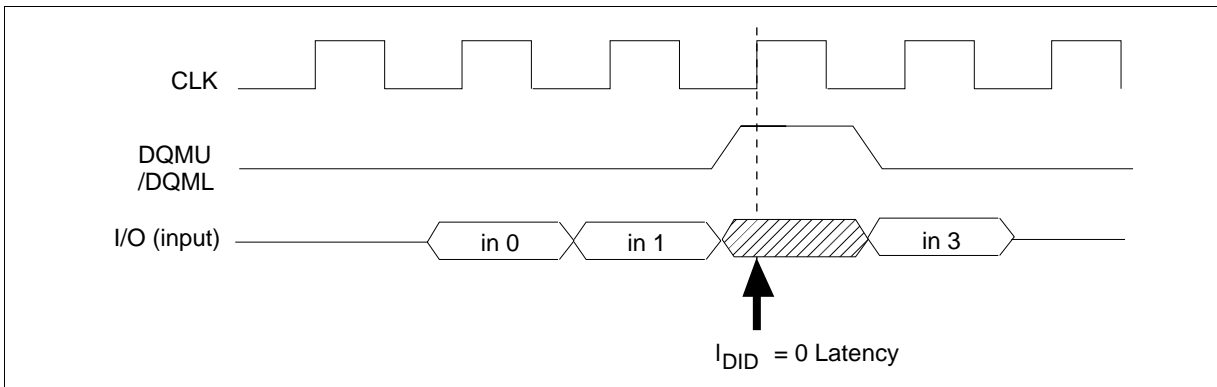 CLK
DQMU
/DQML
I/O (input)
in 0
in 1
in 3
IDID = 0 Latency